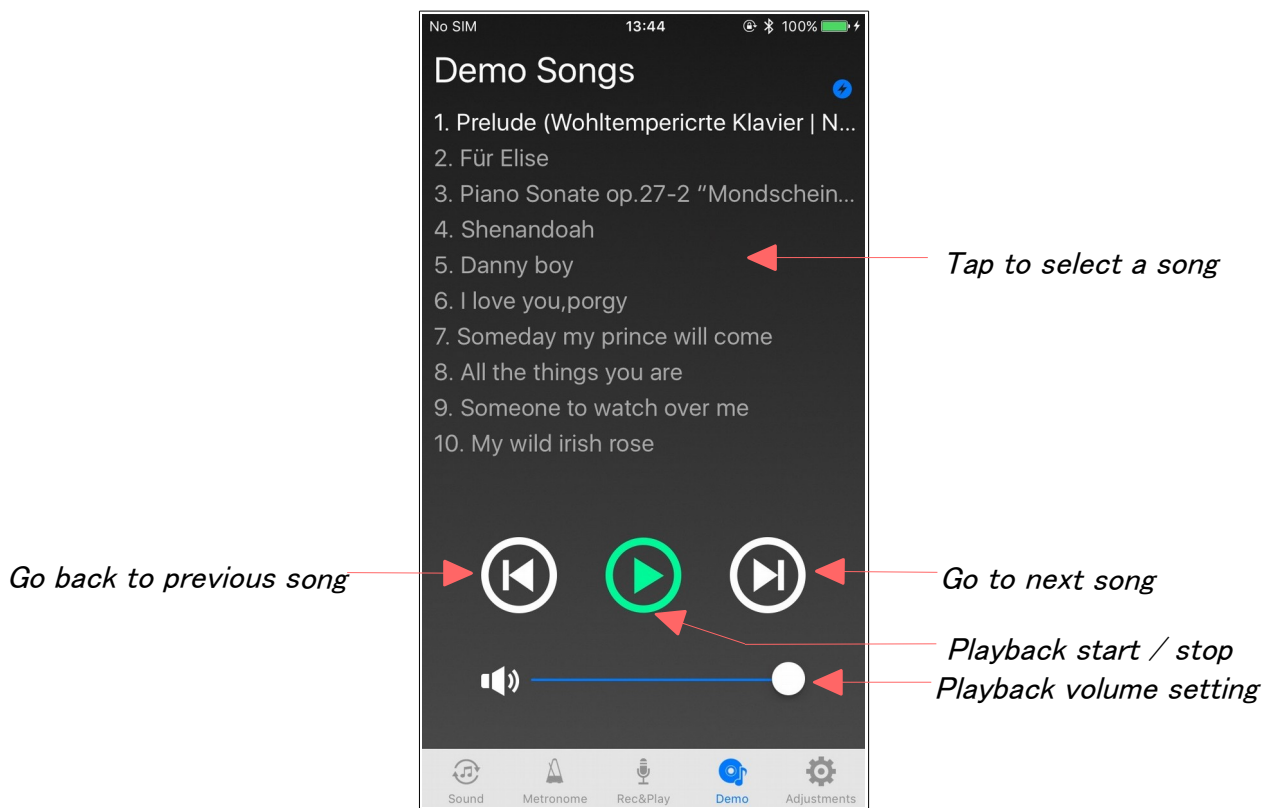 No SIM 13:44 100%
Demo Songs
1. Prelude (Wohltempericrte Klavier | N...
2. Für Elise
3. Piano Sonate op.27-2 “Mondschein...
4. Shenandoah
5. Danny boy
6. I love you,porgy
7. Someday my prince will come
8. All the things you are
9. Someone to watch over me
10. My wild irish rose
Tap to select a song
Go back to previous song
Go to next song
Playback start / stop
Playback volume setting
Sound Metronome Rec&Play Demo Adjustments